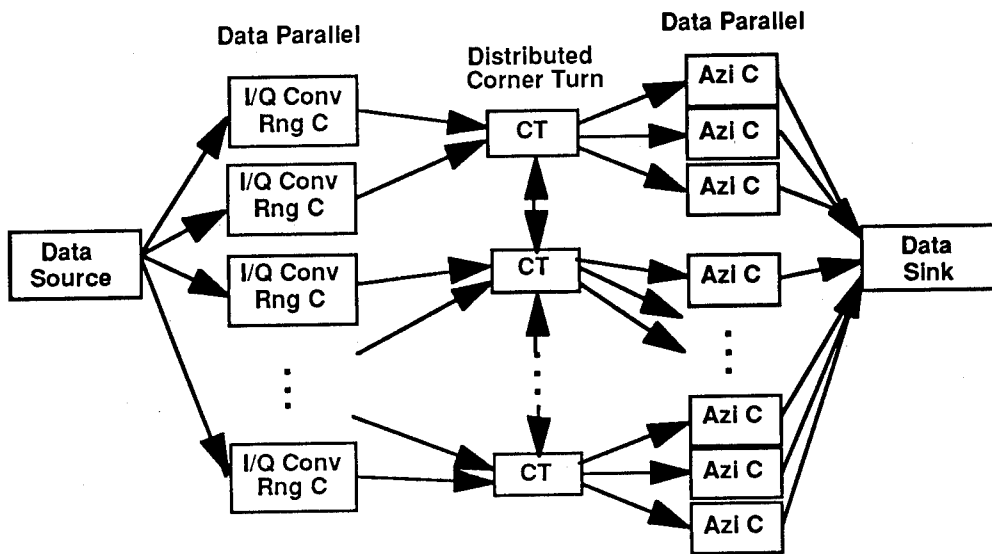 Data Parallel
Distributed
Corner Turn
Data Parallel
Data
Source
I/Q Conv
Rng C
I/Q Conv
Rng C
I/Q Conv
Rng C
I/Q Conv
Rng C
CT
CT
CT
Azi C
Azi C
Azi C
Azi C
Azi C
Azi C
Azi C
Data
Sink